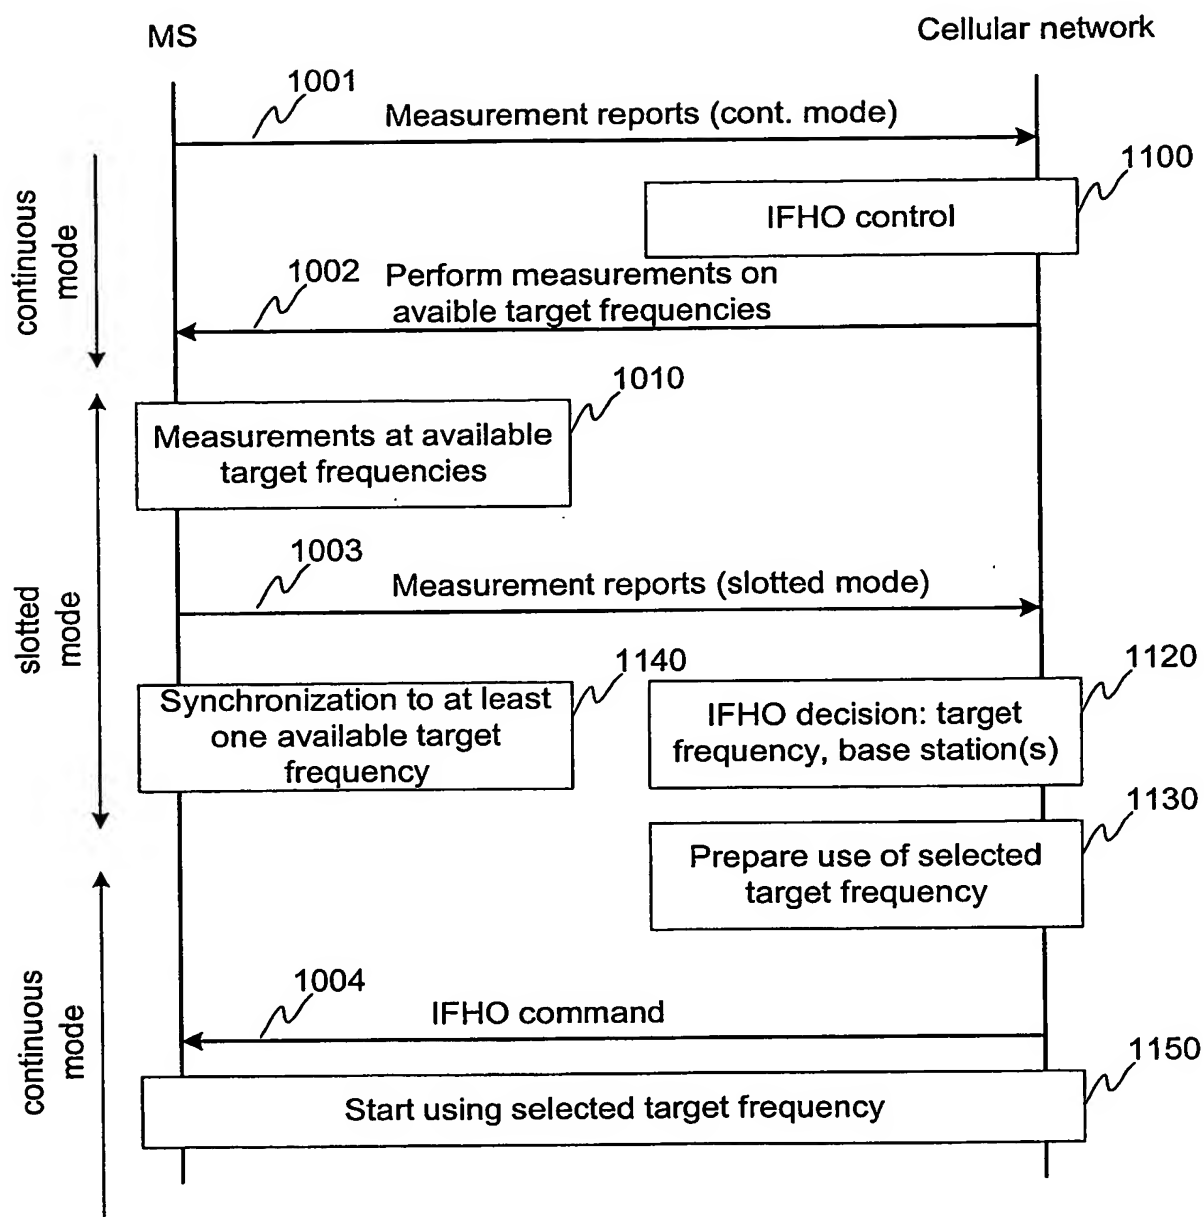 MS
Cellular network
1001
Measurement reports (cont. mode)
1100
IFHO control
continuous
mode
1002
Perform measurements on
avaible target frequencies
1010
Measurements at available
target frequencies
1003
Measurement reports (slotted mode)
slotted
mode
1140
Synchronization to at least
one available target
frequency
1120
IFHO decision: target
frequency, base station(s)
1130
Prepare use of selected
target frequency
continuous
mode
1004
IFHO command
1150
Start using selected target frequency